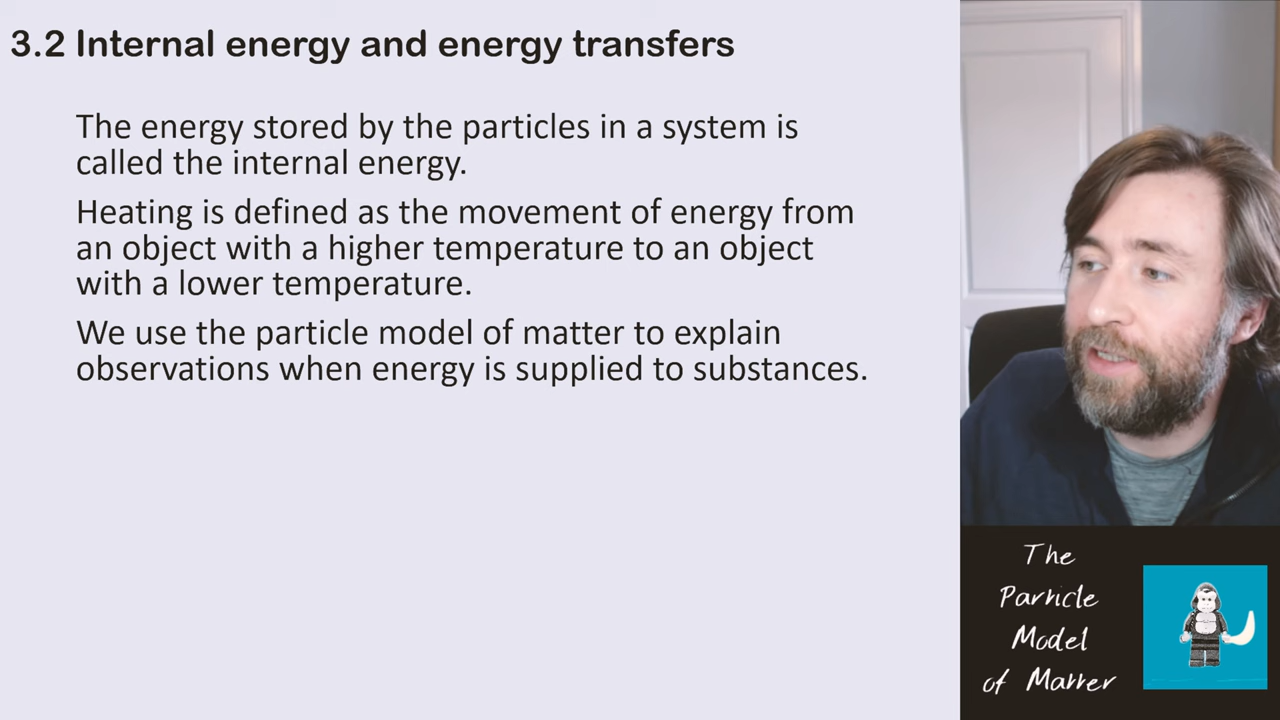 3.2 Internal energy and energy transfers
The energy stored by the particles in a system is
called the internal energy.
Heating is defined as the movement of energy from
an object with a higher temperature to an object
with a lower temperature.
We use the particle model of matter to explain
observations when energy is supplied to substances.
The
Particle
Model
of Matter